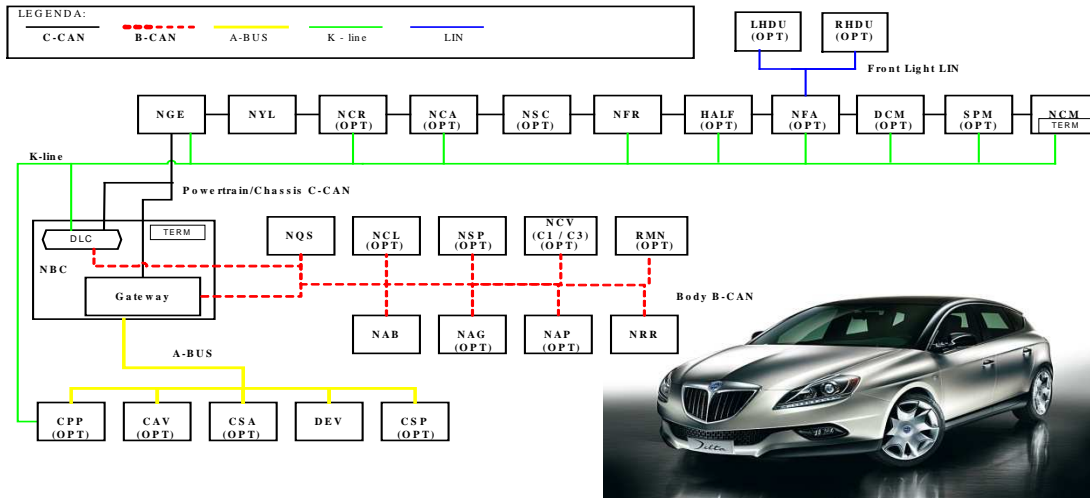 LEGENDA:
C-CAN B-CAN A-BUS K - line LIN
LHDU
(OPT)
RHDU
(OPT)
Front Light LIN
NGE
NYL
NCR
(OPT)
NCA
(OPT)
NSC
(OPT)
NFR
HALF
(OPT)
NFA
(OPT)
DCM
(OPT)
SPM
(OPT)
NCM
TERM
K-line
Powertrain/Chassis C-CAN
DLC
TERM
NBC
Gateway
NQS
NCL
(OPT)
NSP
(OPT)
NCV
(C1 / C3)
(OPT)
RMN
(OPT)
Body B-CAN
NAB
NAG
(OPT)
NAP
(OPT)
NRR
A-BUS
CPP
(OPT)
CAV
(OPT)
CSA
(OPT)
DEV
CSP
(OPT)
Delta